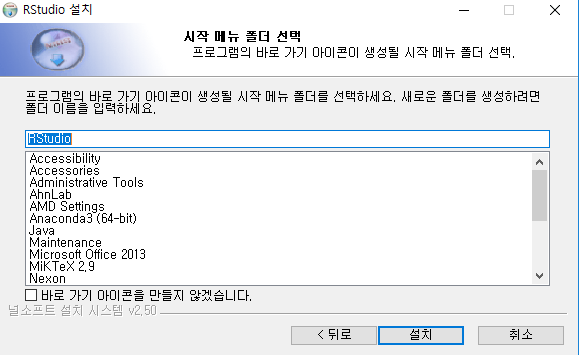 RStudio 설치
시작 메뉴 폴더 선택
프로그램의 바로 가기 아이콘이 생성될 시작 메뉴 폴더 선택.
프로그램의 바로 가기 아이콘이 생성될 시작 메뉴 폴더를 선택하세요. 새로운 폴더를 생성하려면
폴더 이름을 입력하세요.
RStudio
Accessibility
Accessories
Administrative Tools
AhnLab
AMD Settings
Anaconda3 (64-bit)
Java
Maintenance
Microsoft Office 2013
MiKTeX 2.9
Nexon
바로 가기 아이콘을 만들지 않겠습니다.
널소프트 설치 시스템 v2.50
< 뒤로
설치
취소